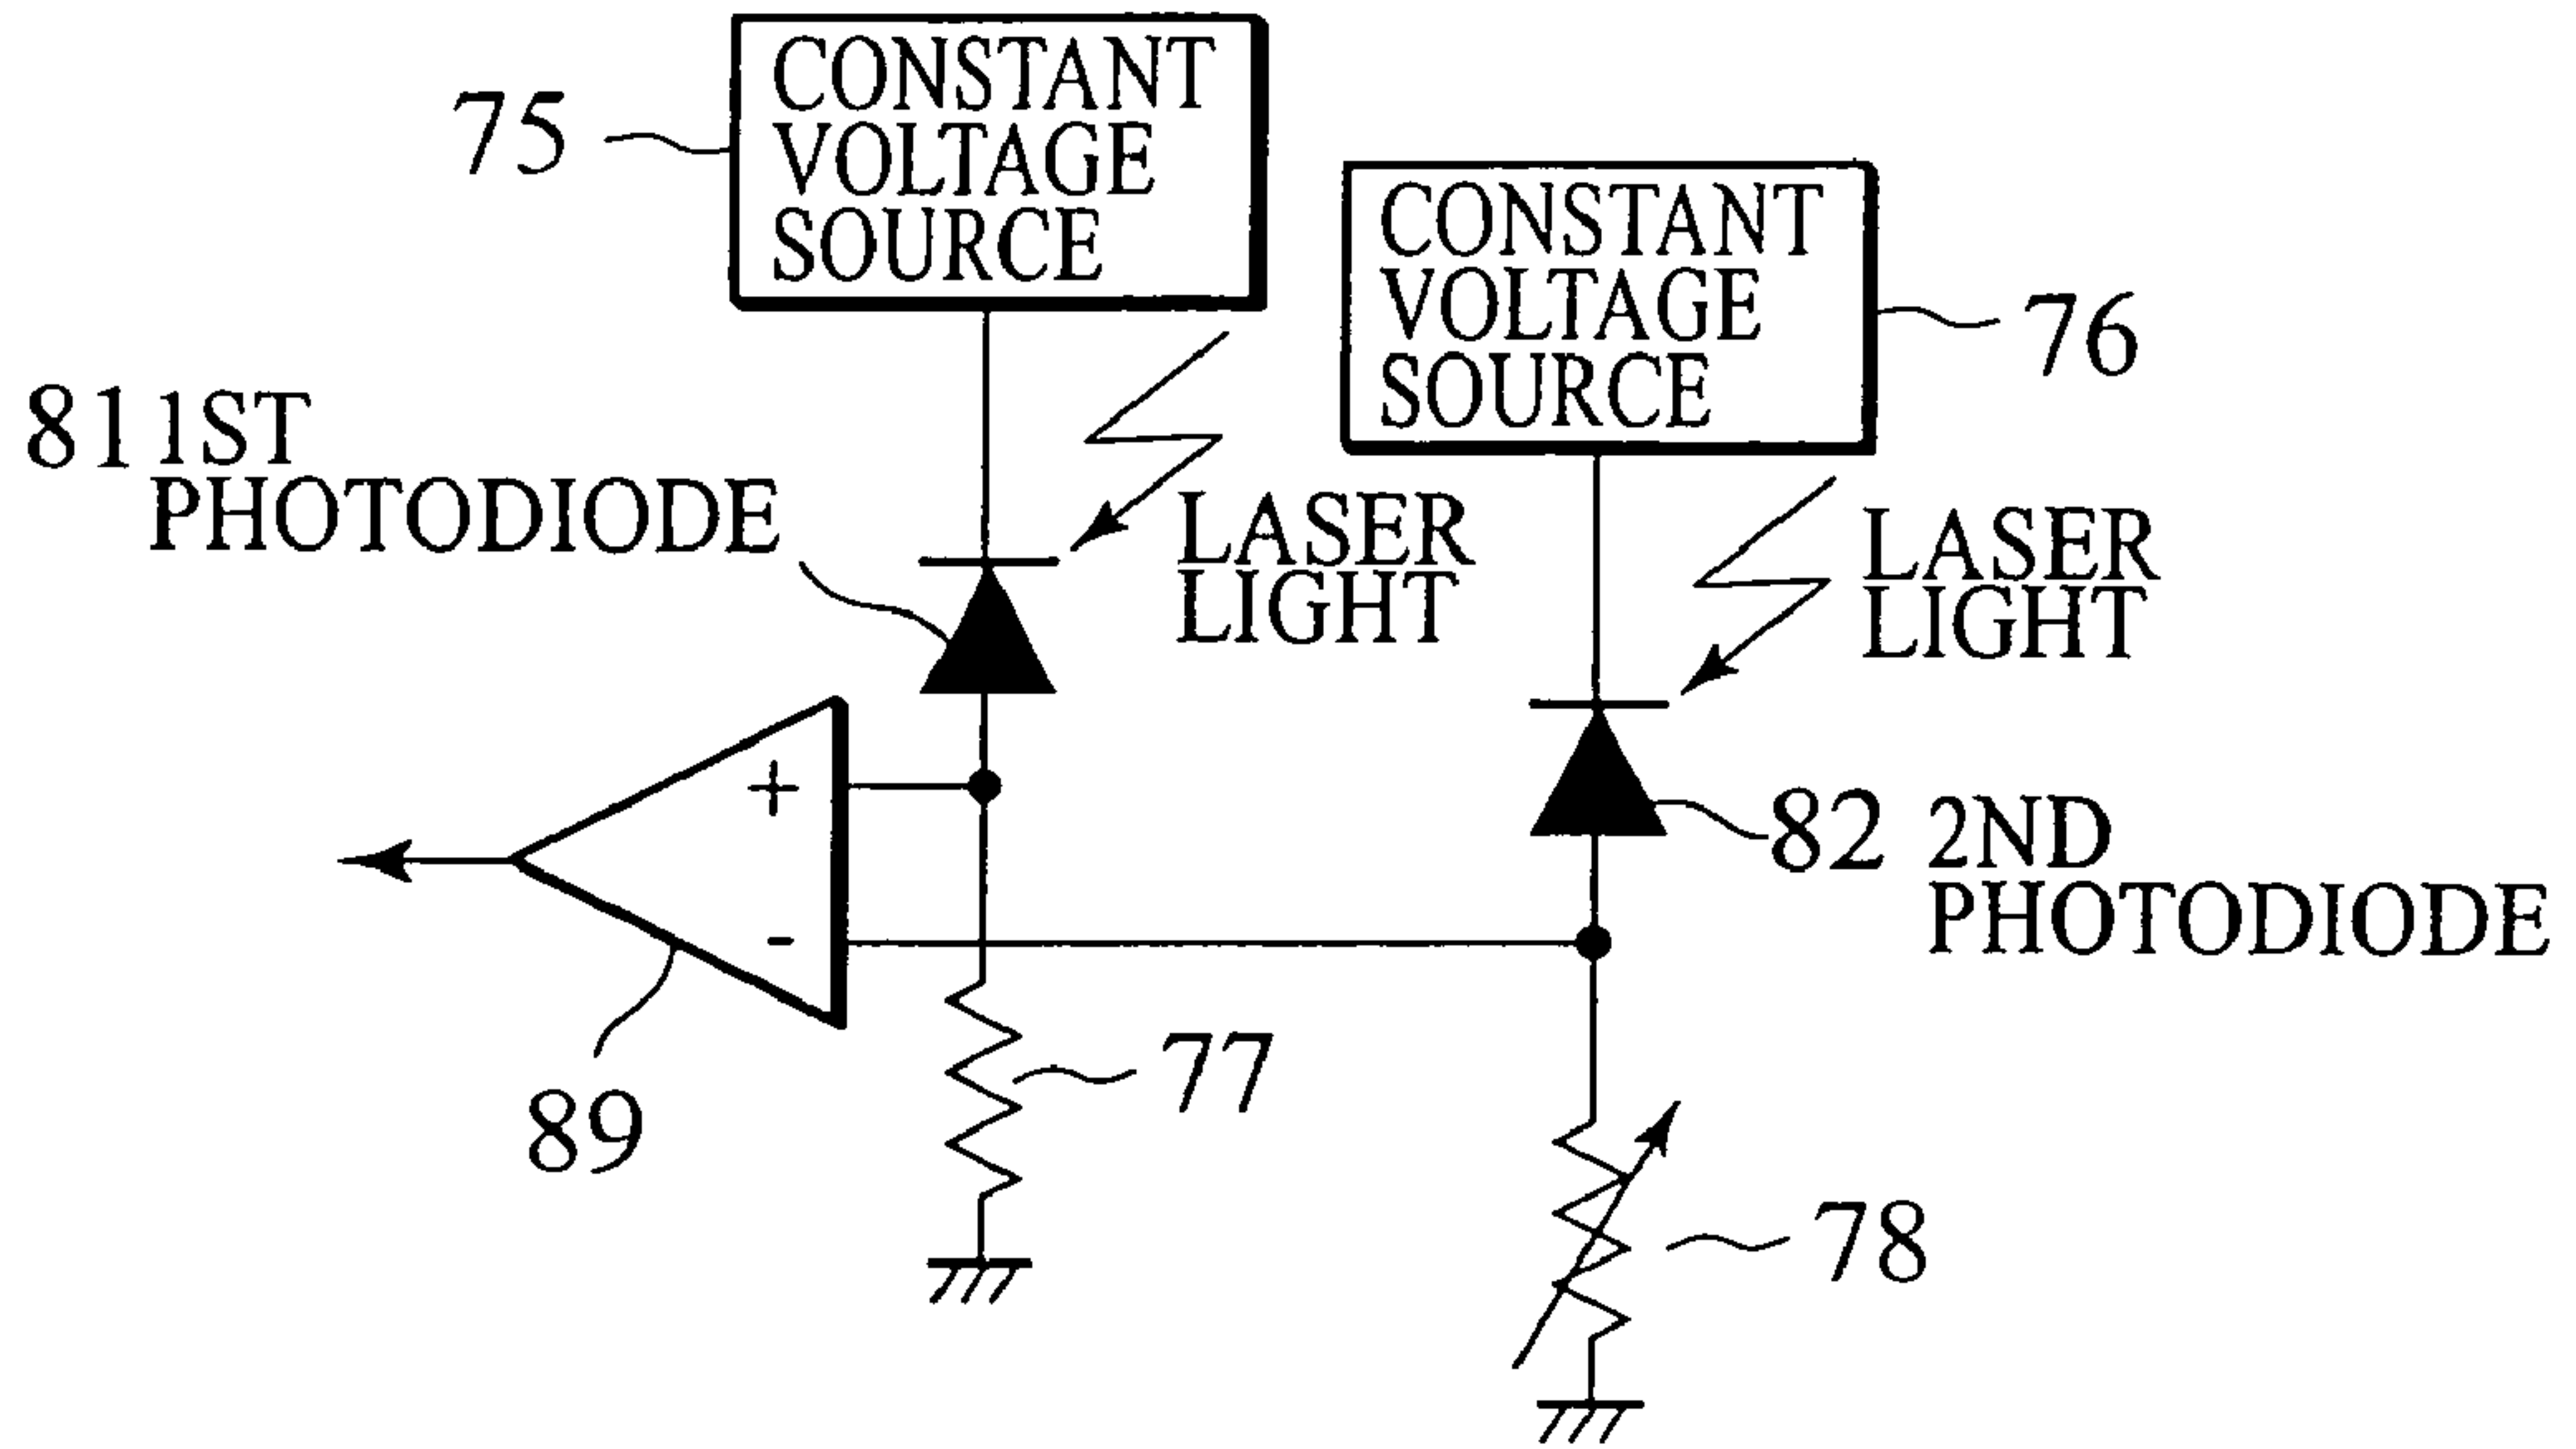 CONSTANT
VOLTAGE
SOURCE
75
CONSTANT
VOLTAGE
SOURCE
76
81 1ST
PHOTODIODE
LASER
LIGHT
LASER
LIGHT
+
-
82 2ND
PHOTODIODE
89
77
78